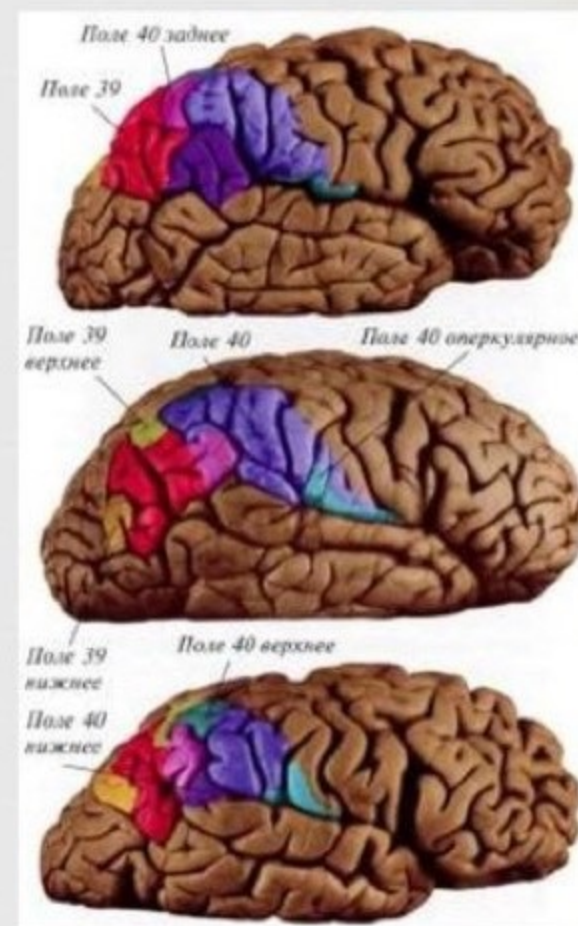 Поле 40 заднее
Поле 39
Поле 39
верхнее
Поле 40
Поле 40 оперкулярное
Поле 39
нижнее
Поле 40 верхнее
Поле 40
нижнее